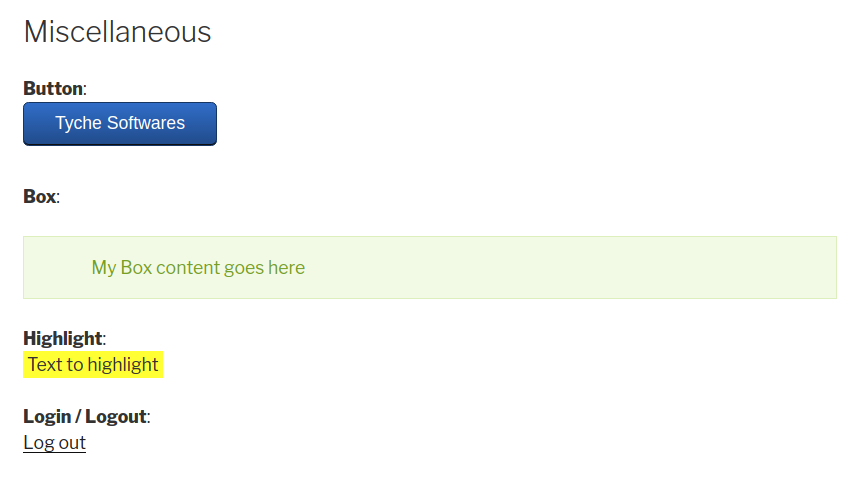 Miscellaneous
Button:
Tyche Softwares
Box:
My Box content goes here
Highlight:
Text to highlight
Login / Logout:
Log out